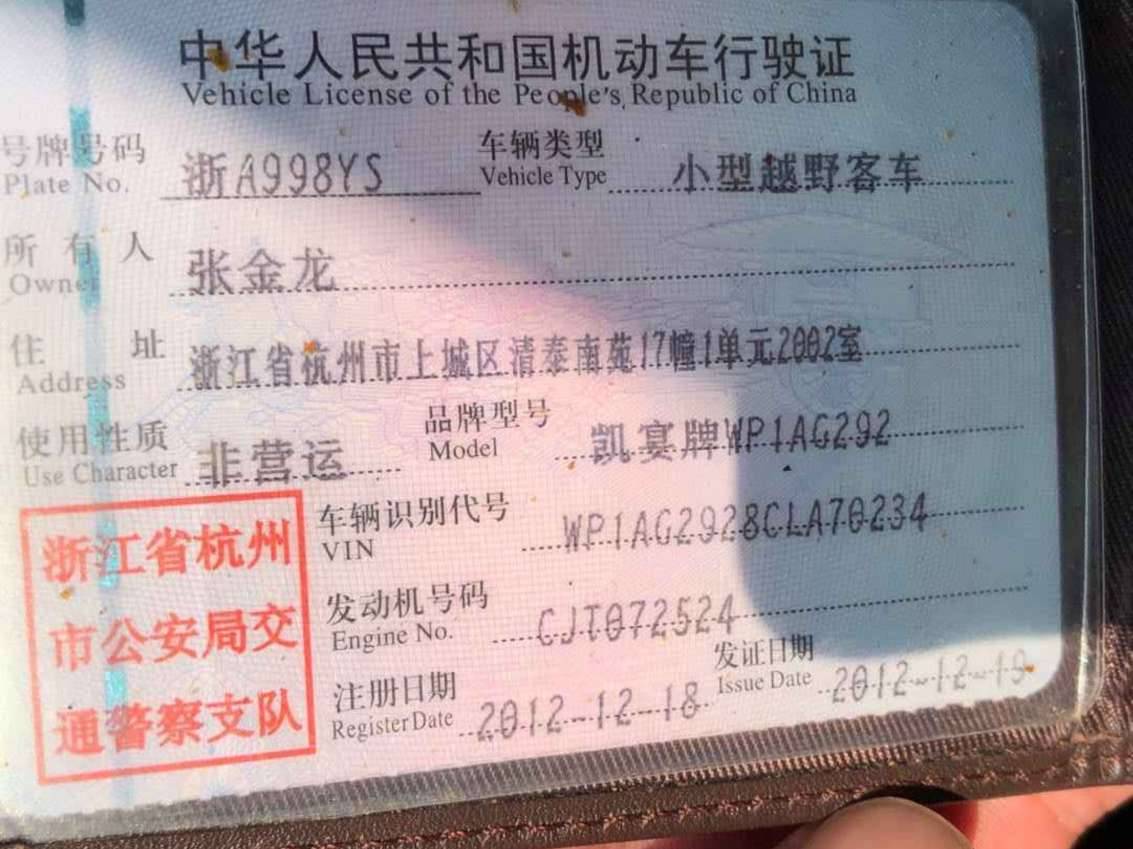 中华人民共和国机动车行驶证
Vehicle License of the People's Republic of China
号牌号码 浙A998YS 车辆类型 小型越野客车
Plate No. Vehicle Type
所有人 张金龙
Owner
住址 浙江省杭州市上城区清泰南苑17幢1单元2002室
Address
使用性质 非营运 品牌型号 凯宴牌WP1AG292
Use Character Model
浙江省杭州
市公安局交
通警察支队
车辆识别代号 WP1AG2928CLA70234
VIN
发动机号码 CJT072524
Engine No.
注册日期 2012-12-18 发证日期 2012-12-19
Register Date Issue Date